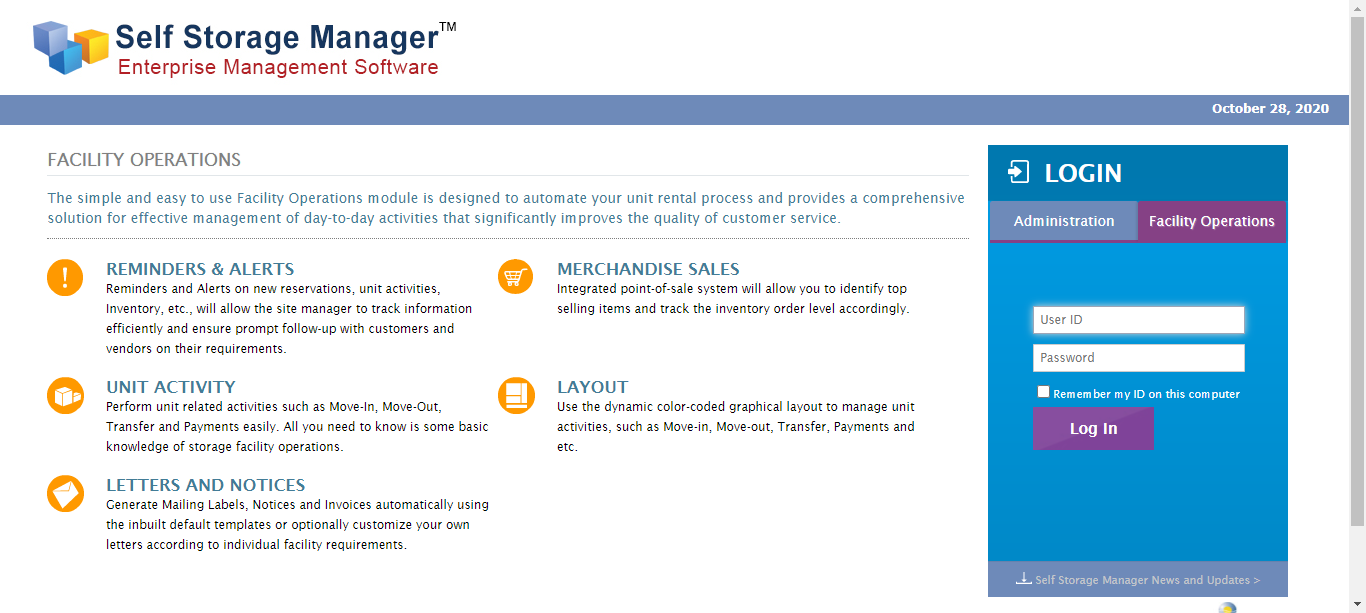 Self Storage Manager™
Enterprise Management Software
October 28, 2020
FACILITY OPERATIONS
The simple and easy to use Facility Operations module is designed to automate your unit rental process and provides a comprehensive
solution for effective management of day-to-day activities that significantly improves the quality of customer service.
REMINDERS & ALERTS
Reminders and Alerts on new reservations, unit activities,
Inventory, etc., will allow the site manager to track information
efficiently and ensure prompt follow-up with customers and
vendors on their requirements.
MERCHANDISE SALES
Integrated point-of-sale system will allow you to identify top
selling items and track the inventory order level accordingly.
UNIT ACTIVITY
Perform unit related activities such as Move-In, Move-Out,
Transfer and Payments easily. All you need to know is some basic
knowledge of storage facility operations.
LAYOUT
Use the dynamic color-coded graphical layout to manage unit
activities, such as Move-in, Move-out, Transfer, Payments and
etc.
LETTERS AND NOTICES
Generate Mailing Labels, Notices and Invoices automatically using
the inbuilt default templates or optionally customize your own
letters according to individual facility requirements.
LOGIN
Administration
Facility Operations
User ID
Password
Remember my ID on this computer
Log In
Self Storage Manager News and Updates >